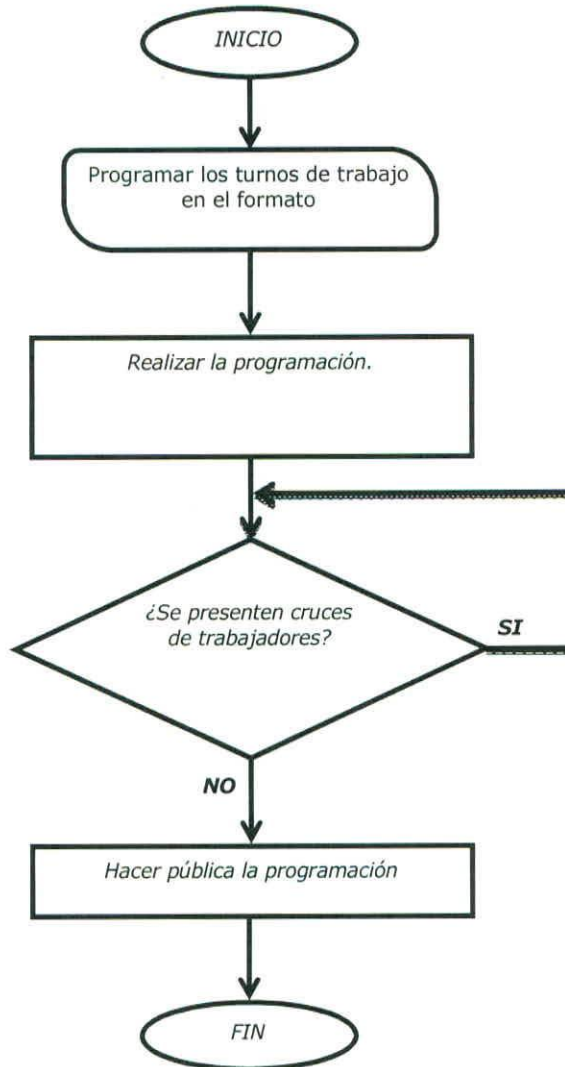 INICIO
Programar los turnos de trabajo
en el formato
Realizar la programación.
¿Se presenten cruces
de trabajadores?
SI
NO
Hacer pública la programación
FIN